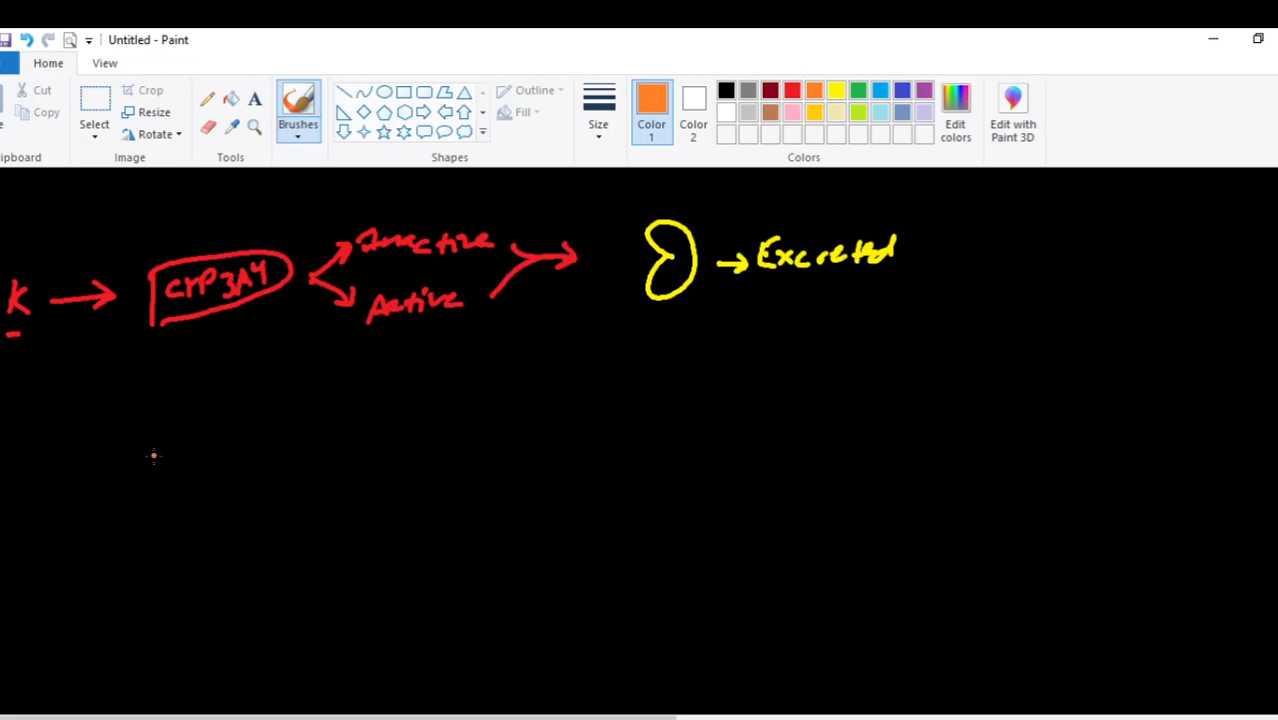 Untitled - Paint
Home View
Cut
Copy
ipboard
Select
Crop
Resize
Rotate
Image
Tools
Brushes
Shapes
Outline
Fill
Size
Color 1
Color 2
Edit colors
Edit with Paint 3D
Colors
K → CYP3A4
Inactive
Active
→ Excreted